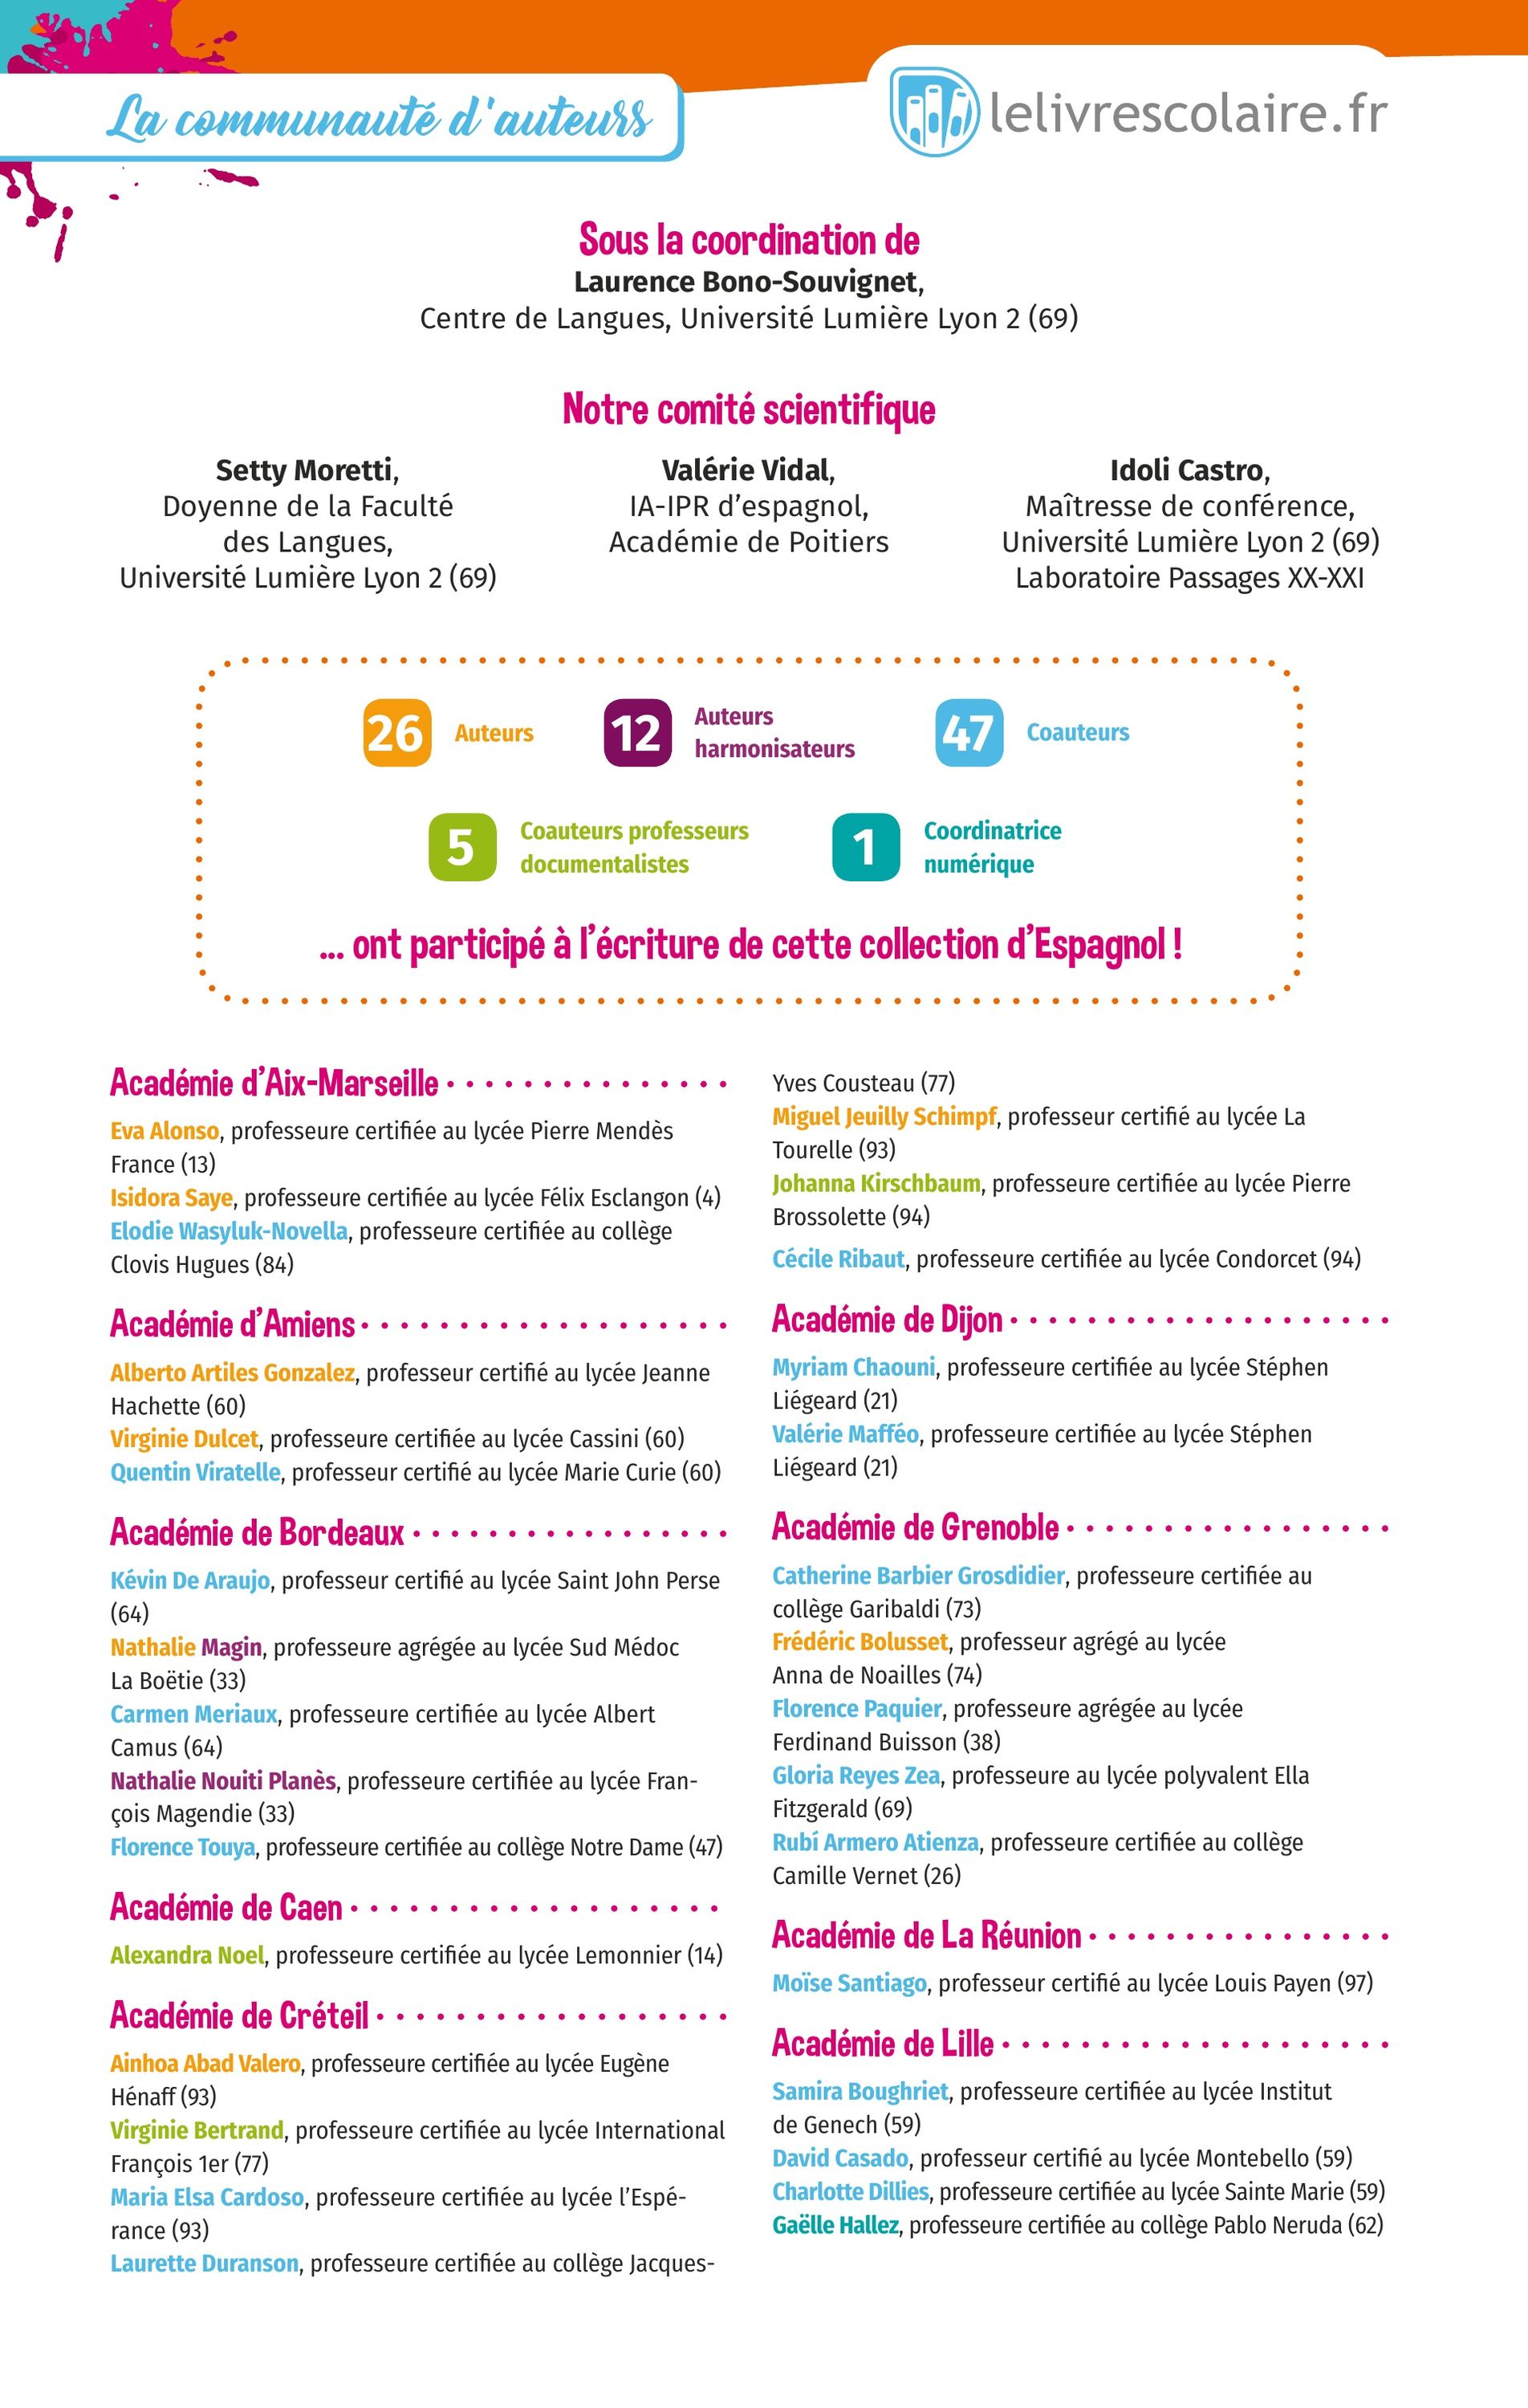 La communauté d'auteurs
lelivrescolaire.fr
Sous la coordination de
Laurence Bono-Souvignet,
Centre de Langues, Université Lumière Lyon 2 (69)
Notre comité scientifique
Setty Moretti,
Doyenne de la Faculté
des Langues,
Université Lumière Lyon 2 (69)
Valérie Vidal,
IA-IPR d’espagnol,
Académie de Poitiers
Idoli Castro,
Maîtresse de conférence,
Université Lumière Lyon 2 (69)
Laboratoire Passages XX-XXI
26 Auteurs
12 Auteurs
harmonisateurs
47 Coauteurs
5 Coauteurs professeurs
documentalistes
1 Coordinatrice
numérique
... ont participé à l’écriture de cette collection d’Espagnol !
Académie d’Aix-Marseille
Eva Alonso, professeure certifiée au lycée Pierre Mendès
France (13)
Isidora Saye, professeure certifiée au lycée Félix Esclangon (4)
Elodie Wasyluk-Novella, professeure certifiée au collège
Clovis Hugues (84)
Académie d’Amiens
Alberto Artiles Gonzalez, professeur certifié au lycée Jeanne
Hachette (60)
Virginie Dulcet, professeure certifiée au lycée Cassini (60)
Quentin Viratelle, professeur certifié au lycée Marie Curie (60)
Académie de Bordeaux
Kévin De Araujo, professeur certifié au lycée Saint John Perse
(64)
Nathalie Magin, professeure agrégée au lycée Sud Médoc
La Boëtie (33)
Carmen Meriaux, professeure certifiée au lycée Albert
Camus (64)
Nathalie Nouiti Planès, professeure certifiée au lycée Fran-
çois Magendie (33)
Florence Touya, professeure certifiée au collège Notre Dame (47)
Académie de Caen
Alexandra Noel, professeure certifiée au lycée Lemonnier (14)
Académie de Créteil
Ainhoa Abad Valero, professeure certifiée au lycée Eugène
Hénaff (93)
Virginie Bertrand, professeure certifiée au lycée International
François 1er (77)
Maria Elsa Cardoso, professeure certifiée au lycée l’Espé-
rance (93)
Laurette Duranson, professeure certifiée au collège Jacques-
Yves Cousteau (77)
Miguel Jeuilly Schimpf, professeur certifié au lycée La
Tourelle (93)
Johanna Kirschbaum, professeure certifiée au lycée Pierre
Brossolette (94)
Cécile Ribaut, professeure certifiée au lycée Condorcet (94)
Académie de Dijon
Myriam Chaouni, professeure certifiée au lycée Stéphen
Liégeard (21)
Valérie Mafféo, professeure certifiée au lycée Stéphen
Liégeard (21)
Académie de Grenoble
Catherine Barbier Grosdidier, professeure certifiée au
collège Garibaldi (73)
Frédéric Bolusset, professeur agrégé au lycée
Anna de Noailles (74)
Florence Paquier, professeure agrégée au lycée
Ferdinand Buisson (38)
Gloria Reyes Zea, professeure au lycée polyvalent Ella
Fitzgerald (69)
Rubí Armero Atienza, professeure certifiée au collège
Camille Vernet (26)
Académie de La Réunion
Moïse Santiago, professeur certifié au lycée Louis Payen (97)
Académie de Lille
Samira Boughriet, professeure certifiée au lycée Institut
de Genech (59)
David Casado, professeur certifié au lycée Montebello (59)
Charlotte Dillies, professeure certifiée au lycée Sainte Marie (59)
Gaëlle Hallez, professeure certifiée au collège Pablo Neruda (62)